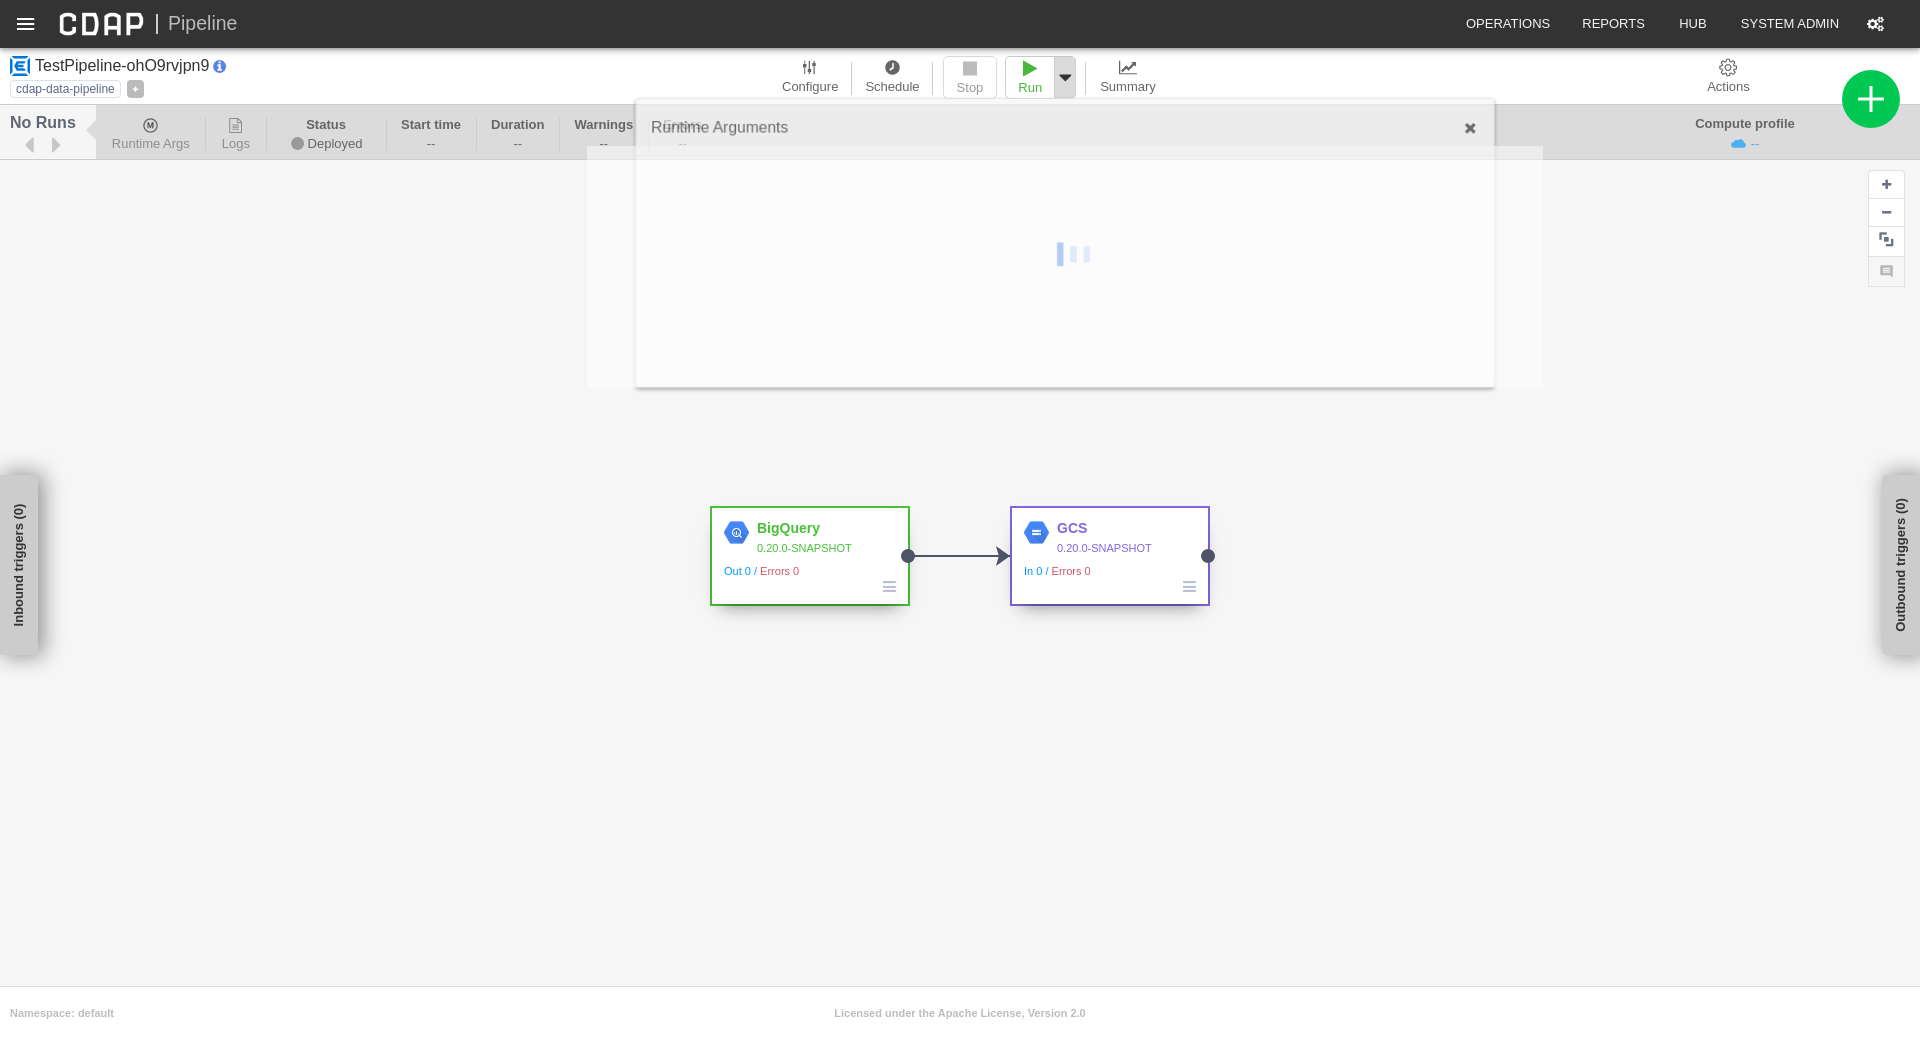 CDAP | Pipeline
OPERATIONS
REPORTS
HUB
SYSTEM ADMIN
TestPipeline-ohO9rvjpn9
cdap-data-pipeline
+
Configure
Schedule
Stop
Run
Summary
Actions
No Runs
Runtime Args
Logs
Status
Deployed
Start time
--
Duration
--
Warnings
--
Errors
--
Runtime Arguments
Compute profile
--
BigQuery
0.20.0-SNAPSHOT
Out 0 / Errors 0
GCS
0.20.0-SNAPSHOT
In 0 / Errors 0
Inbound triggers (0)
Outbound triggers (0)
Namespace: default
Licensed under the Apache License, Version 2.0